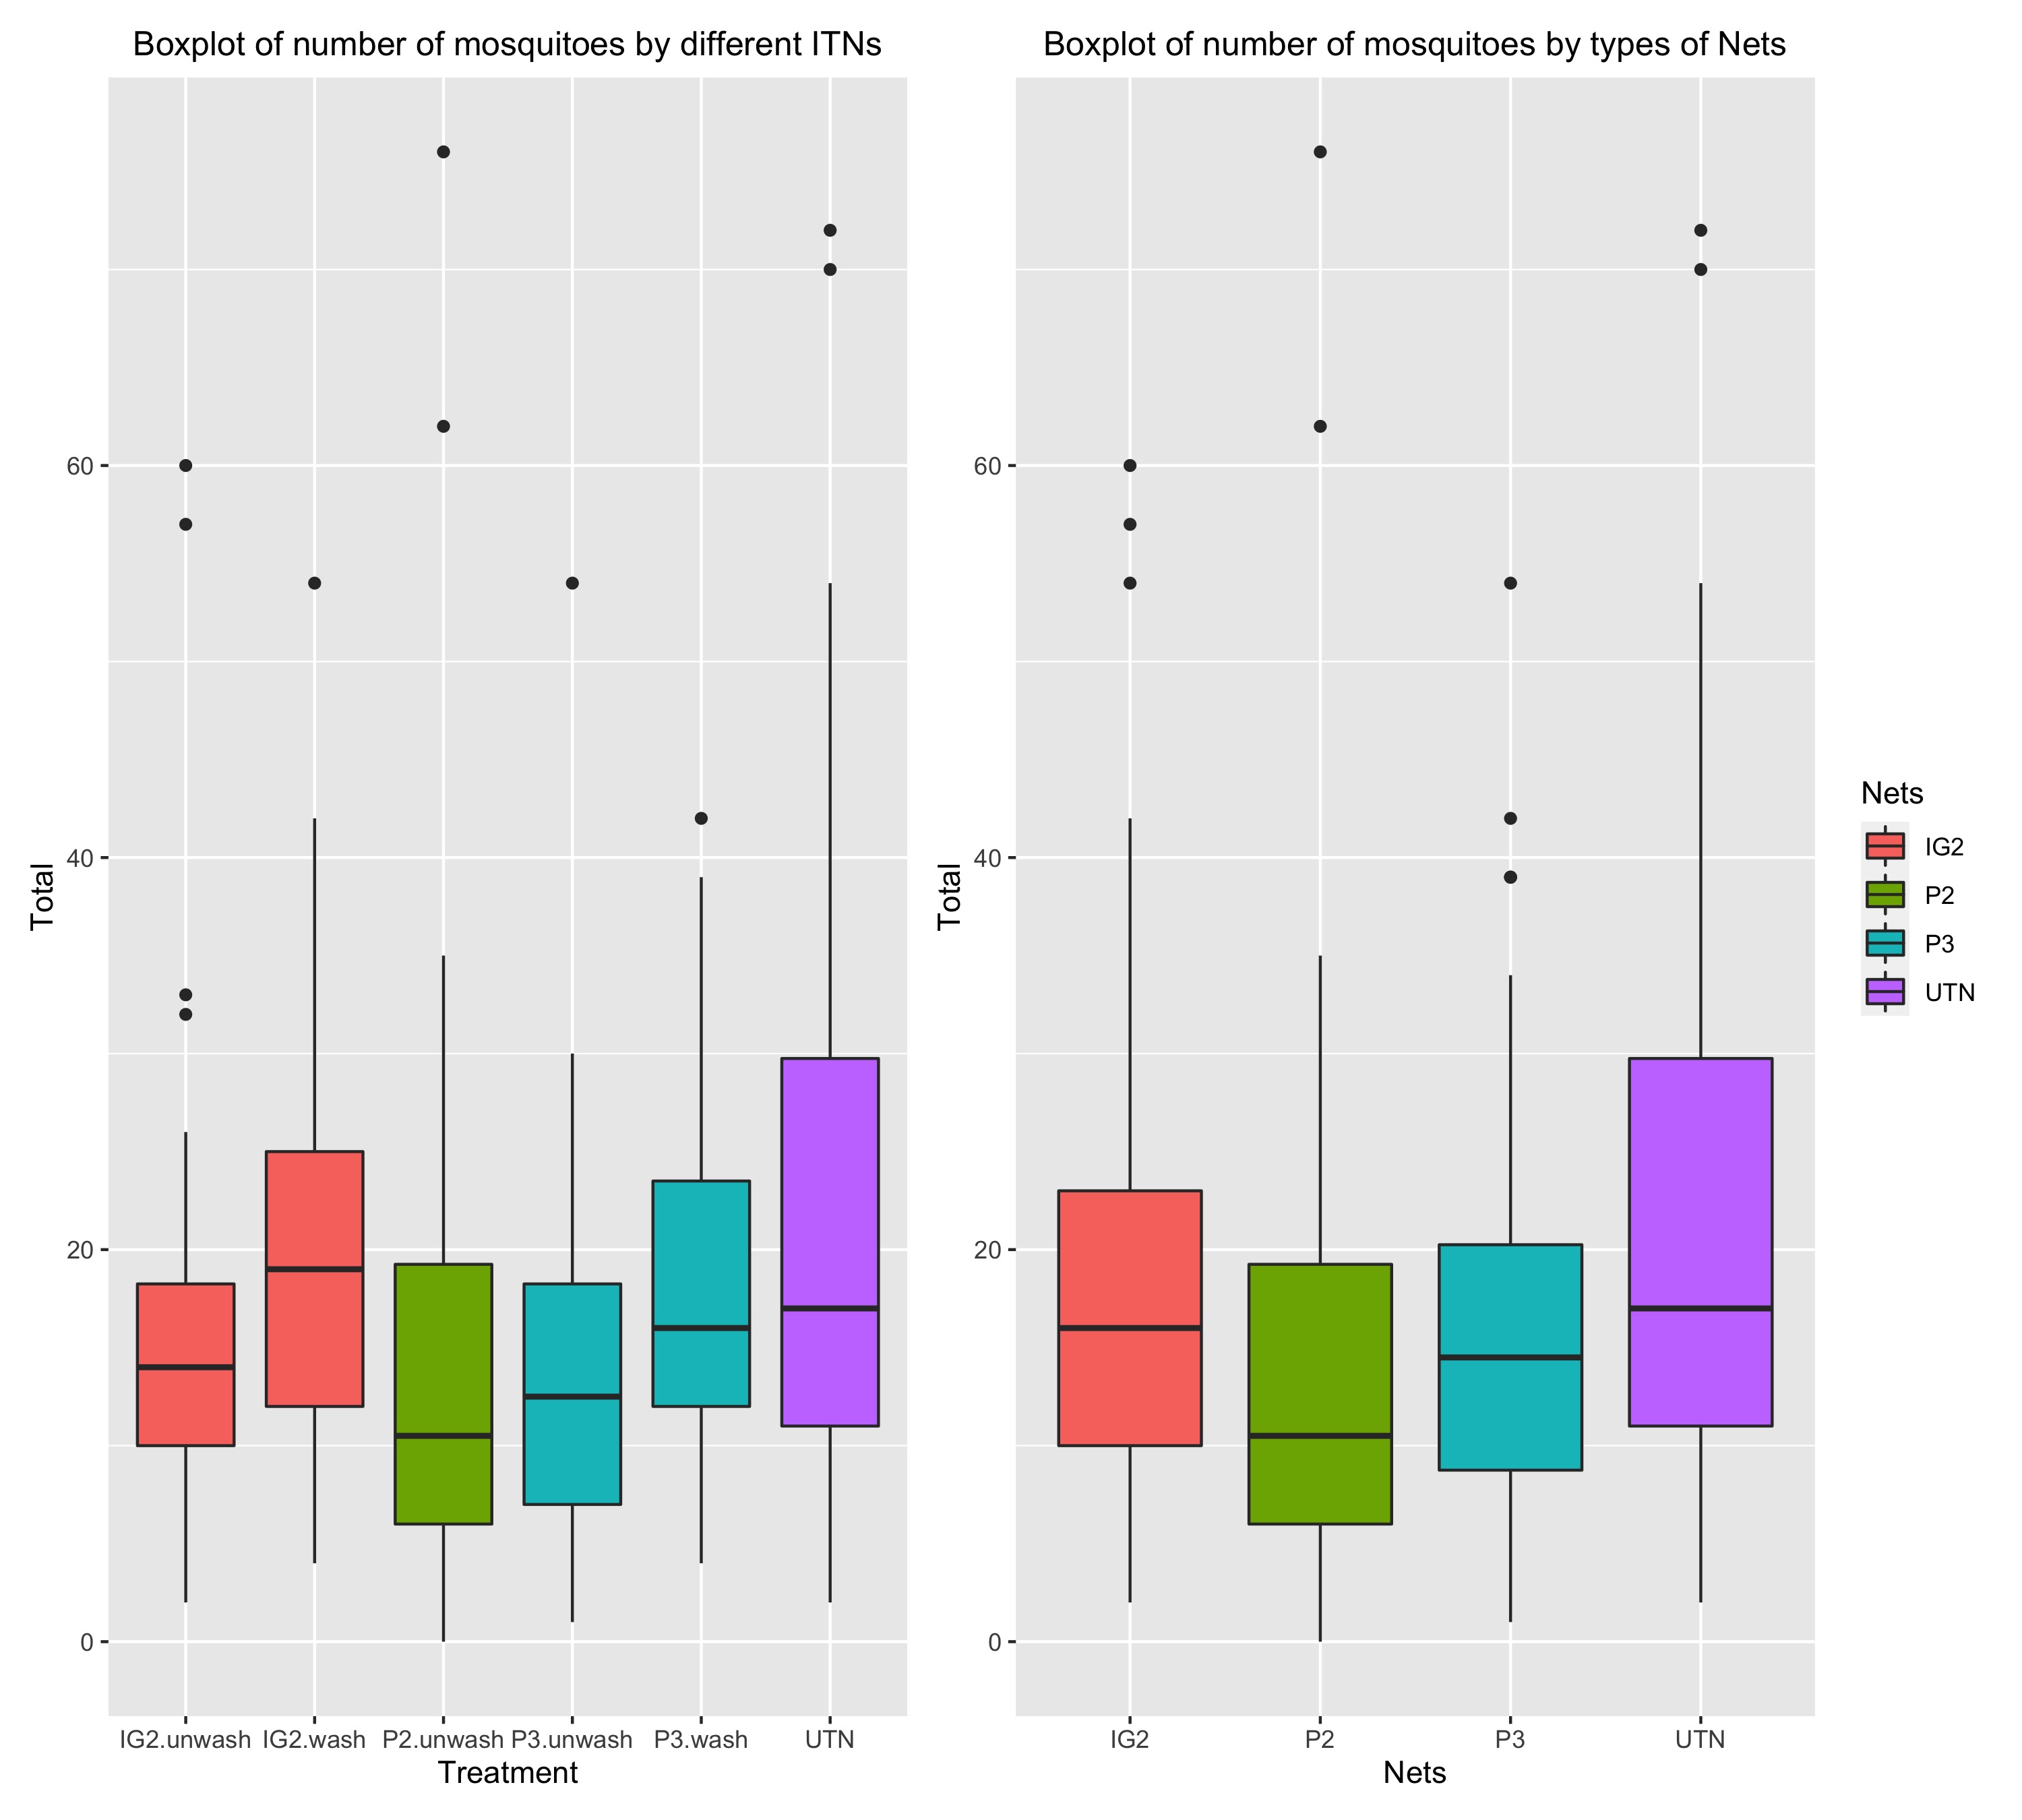 Boxplot of number of mosquitoes by different ITNs
Total
60
40
20
0
IG2.unwash IG2.wash P2.unwash P3.unwash P3.wash UTN
Treatment
Boxplot of number of mosquitoes by types of Nets
Total
60
40
20
0
IG2 P2 P3 UTN
Nets
Nets
IG2
P2
P3
UTN